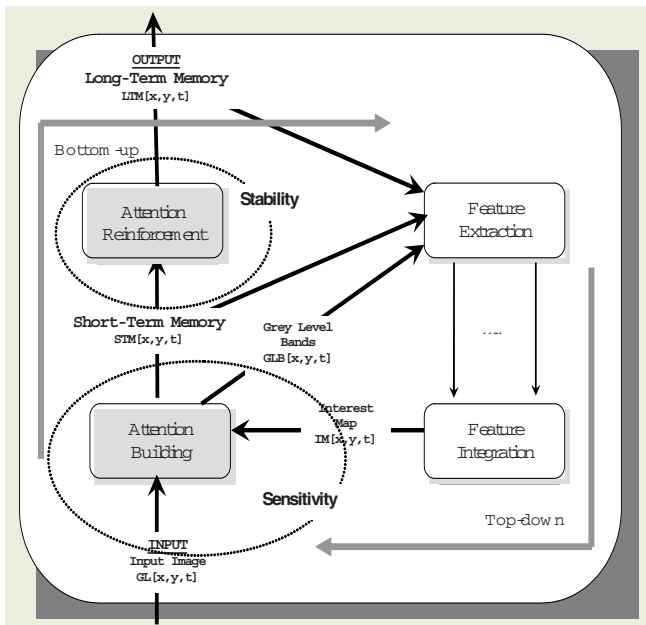 OUTPUT
Long-Term Memory
LTM[x,y,t]
Bottom-up
Stability
Attention
Reinforcement
Feature
Extraction
Short-Term Memory
STM[x,y,t]
Grey Level
Bands
GLB[x,y,t]
.....
Interest
Map
IM[x,y,t]
Attention
Building
Feature
Integration
Sensitivity
Top-down
INPUT
Input Image
GL[x,y,t]